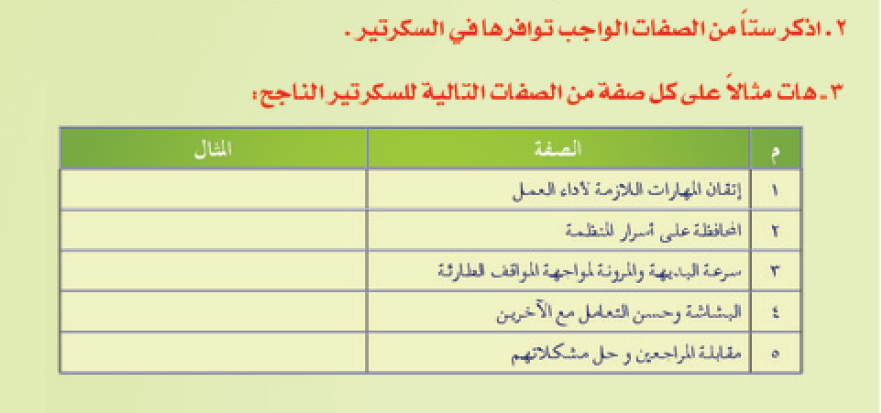 ٢. اذكر ستاً من الصفات الواجب توافرها في السكرتير.
٣- هات مثالاً على كل صفة من الصفات التالية للسكرتير الناجح:
م الصفة المثال
١ إتقان المهارات اللازمة لأداء العمل
٢ المحافظة على أسرار المنظمة
٣ سرعة البديهة والمرونة لمواجهة المواقف الطارئة
٤ البشاشة وحسن التعامل مع الآخرين
٥ مقابلة المراجعين و حل مشكلاتهم